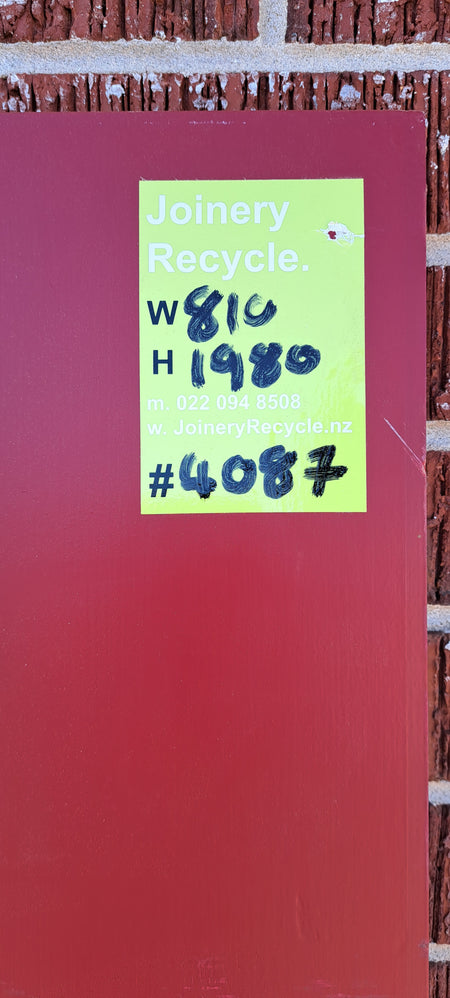 Joinery
Recycle.
W 810
H 1980
m. 022 094 8508
w. JoineryRecycle.nz
#4087